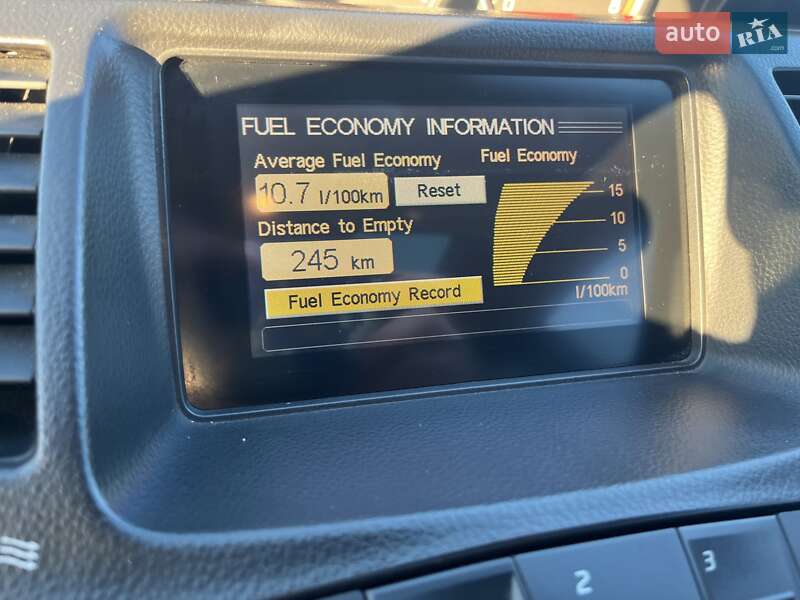 auto RIA
.com
FUEL ECONOMY INFORMATION
Average Fuel Economy
Fuel Economy
10.7 l/100km
Reset
15
10
Distance to Empty
5
245 km
0
l/100km
Fuel Economy Record
2
3